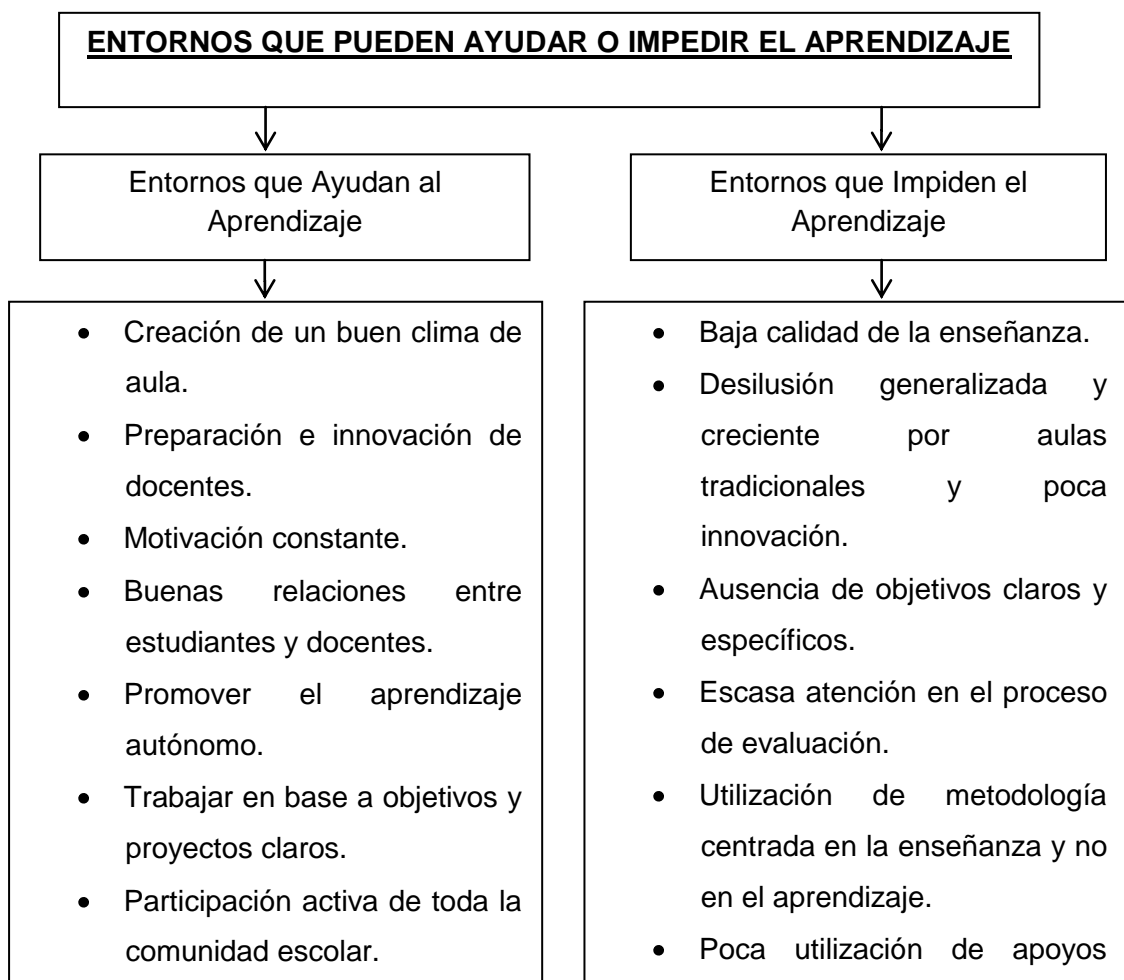 ENTORNOS QUE PUEDEN AYUDAR O IMPEDIR EL APRENDIZAJE
Entornos que Ayudan al
Aprendizaje
Entornos que Impiden el
Aprendizaje
• Creación de un buen clima de
aula.
• Preparación e innovación de
docentes.
• Motivación constante.
• Buenas relaciones entre
estudiantes y docentes.
• Promover el aprendizaje
autónomo.
• Trabajar en base a objetivos y
proyectos claros.
• Participación activa de toda la
comunidad escolar.
• Baja calidad de la enseñanza.
• Desilusión generalizada y
creciente por aulas
tradicionales y poca
innovación.
• Ausencia de objetivos claros y
específicos.
• Escasa atención en el proceso
de evaluación.
• Utilización de metodología
centrada en la enseñanza y no
en el aprendizaje.
• Poca utilización de apoyos